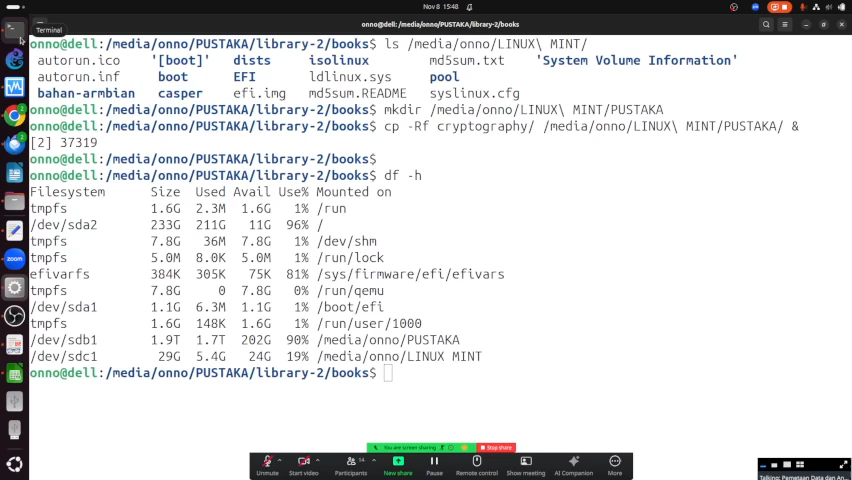 Nov 8 15:48
Terminal
onno@dell: /media/onno/PUSTAKA/library-2/books
onno@dell:/media/onno/PUSTAKA/library-2/books$ ls /media/onno/LINUX\ MINT/
autorun.ico '[boot]' dists isolinux md5sum.txt 'System Volume Information'
autorun.inf boot EFI ldlinux.sys pool
bahan-armbian casper efi.img md5sum.README syslinux.cfg
onno@dell:/media/onno/PUSTAKA/library-2/books$ mkdir /media/onno/LINUX\ MINT/PUSTAKA
onno@dell:/media/onno/PUSTAKA/library-2/books$ cp -Rf cryptography/ /media/onno/LINUX\ MINT/PUSTAKA/ &
[2] 37319
onno@dell:/media/onno/PUSTAKA/library-2/books$
onno@dell:/media/onno/PUSTAKA/library-2/books$ df -h
Filesystem Size Used Avail Use% Mounted on
tmpfs 1.6G 2.3M 1.6G 1% /run
/dev/sda2 233G 211G 11G 96% /
tmpfs 7.8G 36M 7.8G 1% /dev/shm
tmpfs 5.0M 8.0K 5.0M 1% /run/lock
efivarfs 384K 305K 75K 81% /sys/firmware/efi/efivars
tmpfs 7.8G 0 7.8G 0% /run/qemu
/dev/sda1 1.1G 6.3M 1.1G 1% /boot/efi
tmpfs 1.6G 148K 1.6G 1% /run/user/1000
/dev/sdb1 1.9T 1.7T 202G 90% /media/onno/PUSTAKA
/dev/sdc1 29G 5.4G 24G 19% /media/onno/LINUX MINT
onno@dell:/media/onno/PUSTAKA/library-2/books$
zoom
You are screen sharing Stop share
14
Unmute Start video Participants New share Pause Remote control Show meeting AI Companion More
Talking: Pemetaan Data dan An...